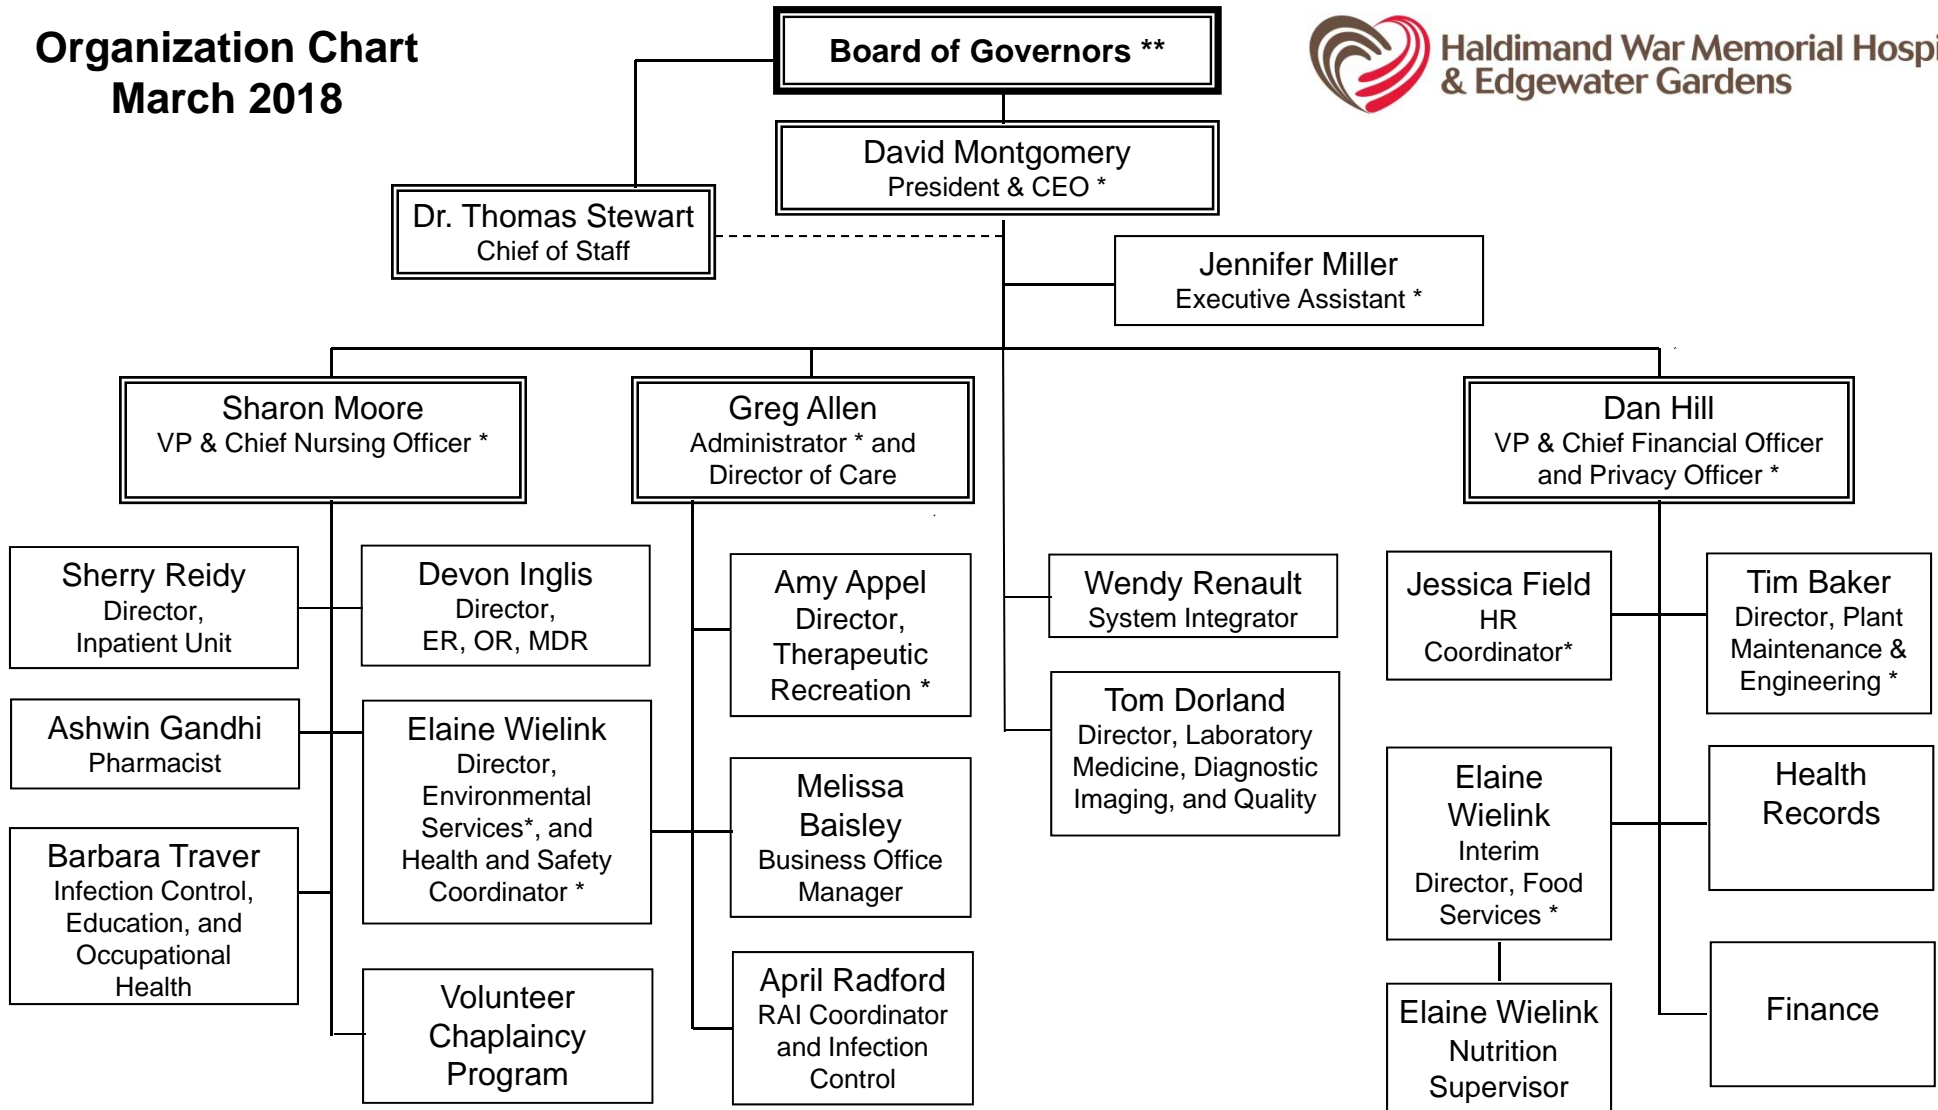 Organization Chart
March 2018
Board of Governors **
Haldimand War Memorial Hospi
& Edgewater Gardens
David Montgomery
President & CEO *
Dr. Thomas Stewart
Chief of Staff
Jennifer Miller
Executive Assistant *
Sharon Moore
VP & Chief Nursing Officer *
Greg Allen
Administrator * and
Director of Care
Dan Hill
VP & Chief Financial Officer
and Privacy Officer *
Sherry Reidy
Director,
Inpatient Unit
Devon Inglis
Director,
ER, OR, MDR
Amy Appel
Director,
Therapeutic
Recreation *
Wendy Renault
System Integrator
Jessica Field
HR
Coordinator*
Tim Baker
Director, Plant
Maintenance &
Engineering *
Ashwin Gandhi
Pharmacist
Elaine Wielink
Director,
Environmental
Services*, and
Health and Safety
Coordinator *
Melissa
Baisley
Business Office
Manager
Tom Dorland
Director, Laboratory
Medicine, Diagnostic
Imaging, and Quality
Elaine
Wielink
Interim
Director, Food
Services *
Health
Records
Barbara Traver
Infection Control,
Education, and
Occupational
Health
Volunteer
Chaplaincy
Program
April Radford
RAI Coordinator
and Infection
Control
Elaine Wielink
Nutrition
Supervisor
Finance